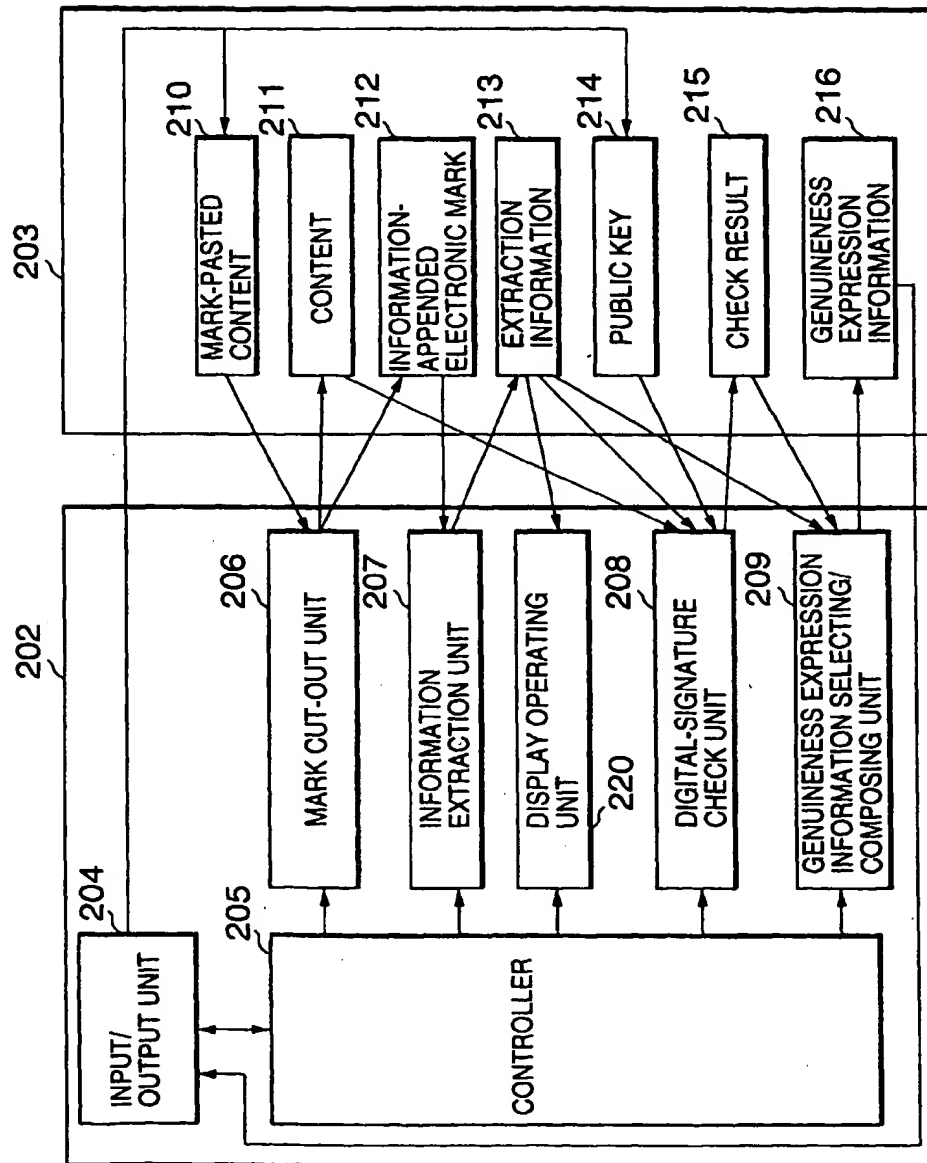 203
210
MARK-PASTED
CONTENT
211
CONTENT
212
INFORMATION-
APPENDED
ELECTRONIC MARK
213
EXTRACTION
INFORMATION
214
PUBLIC KEY
215
CHECK RESULT
216
GENUINENESS
EXPRESSION
INFORMATION
202
204
INPUT/
OUTPUT UNIT
205
CONTROLLER
206
MARK CUT-OUT UNIT
207
INFORMATION
EXTRACTION UNIT
DISPLAY OPERATING
UNIT
220
208
DIGITAL-SIGNATURE
CHECK UNIT
209
GENUINENESS EXPRESSION
INFORMATION SELECTING/
COMPOSING UNIT